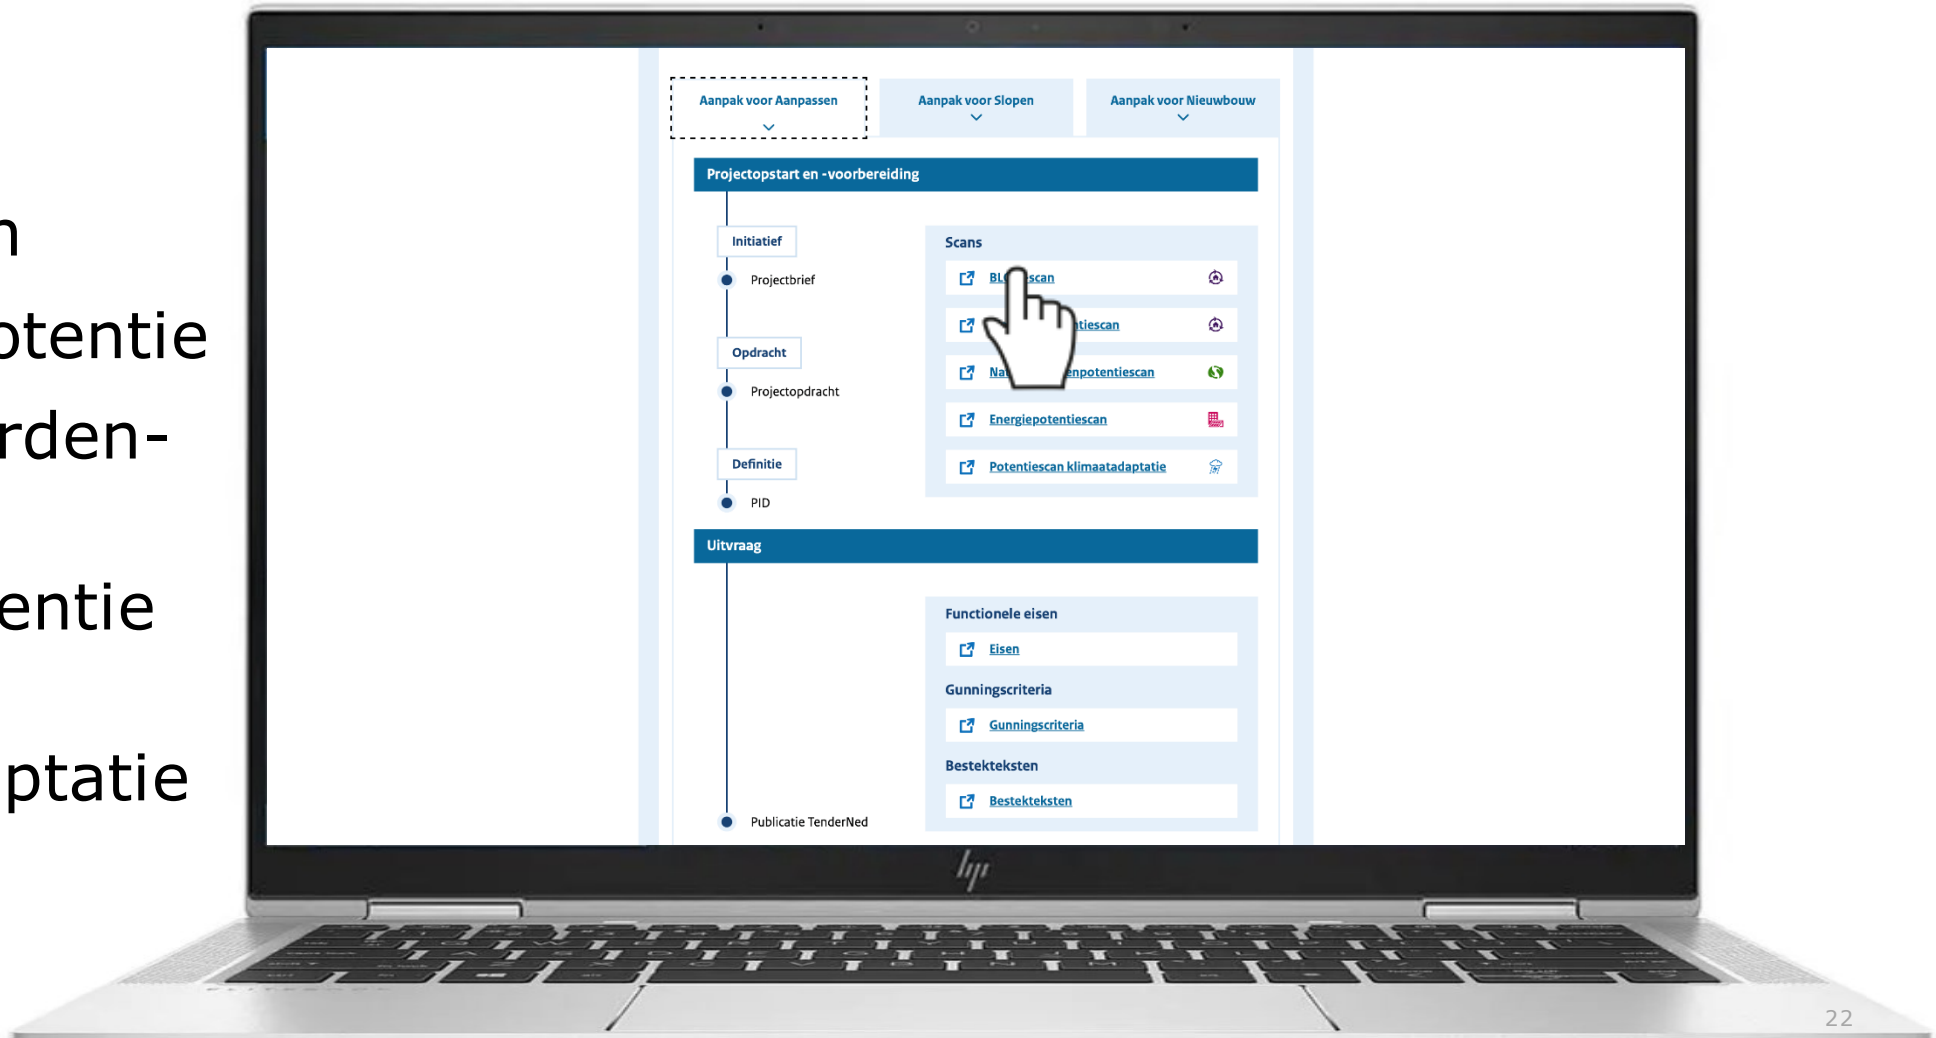 otentie
rden-
entie
ptatie
Aanpak voor Aanpassen
Aanpak voor Slopen
Aanpak voor Nieuwbouw
Projectopstart en -voorbereiding
Initiatief
Projectbrief
Opdracht
Projectopdracht
Definitie
PID
Scans
scan
tiescan
enpotentiescan
Energiepotentiescan
Potentiescan klimaatadaptatie
Uitvraag
Functionele eisen
Eisen
Gunningscriteria
Gunningscriteria
Bestekteksten
Bestekteksten
Publicatie TenderNed
hp
22